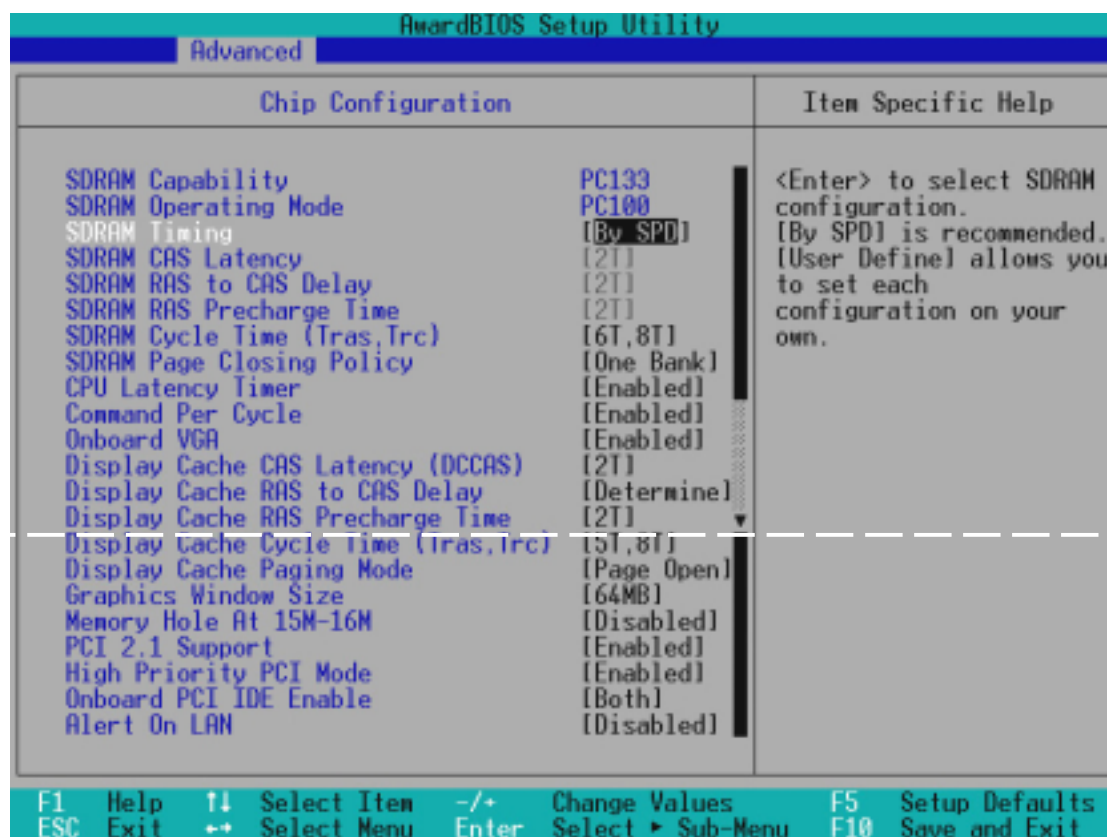 AwardBIOS Setup Utility
Advanced
Chip Configuration
Item Specific Help
SDRAM Capability PC133
SDRAM Operating Mode PC100
SDRAM Timing [By SPD]
SDRAM CAS Latency [2T]
SDRAM RAS to CAS Delay [2T]
SDRAM RAS Precharge Time [2T]
SDRAM Cycle Time (Tras,Trc) [6T,8T]
SDRAM Page Closing Policy [One Bank]
CPU Latency Timer [Enabled]
Command Per Cycle [Enabled]
Onboard VGA [Enabled]
Display Cache CAS Latency (DCCAS) [2T]
Display Cache RAS to CAS Delay [Determine]
Display Cache RAS Precharge Time [2T]
Display Cache Cycle Time (Tras,Trc) [5T,8T]
Display Cache Paging Mode [Page Open]
Graphics Window Size [64MB]
Memory Hole At 15M-16M [Disabled]
PCI 2.1 Support [Enabled]
High Priority PCI Mode [Enabled]
Onboard PCI IDE Enable [Both]
Alert On LAN [Disabled]
<Enter> to select SDRAM
configuration.
[By SPD] is recommended.
[User Define] allows you
to set each
configuration on your
own.
F1 Help ↑↓ Select Item -/+ Change Values F5 Setup Defaults
ESC Exit ←→ Select Menu Enter Select ► Sub-Menu F10 Save and Exit